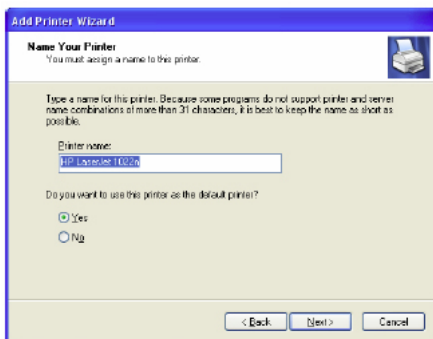 Add Printer Wizard
Name Your Printer
You must assign a name to this printer.
Type a name for this printer. Because some programs do not support printer and server
name combinations of more than 31 characters, it is best to keep the name as short as
possible.
Printer name:
HP LaserJet 1022n
Do you want to use this printer as the default printer?
Yes
No
< Back
Next >
Cancel